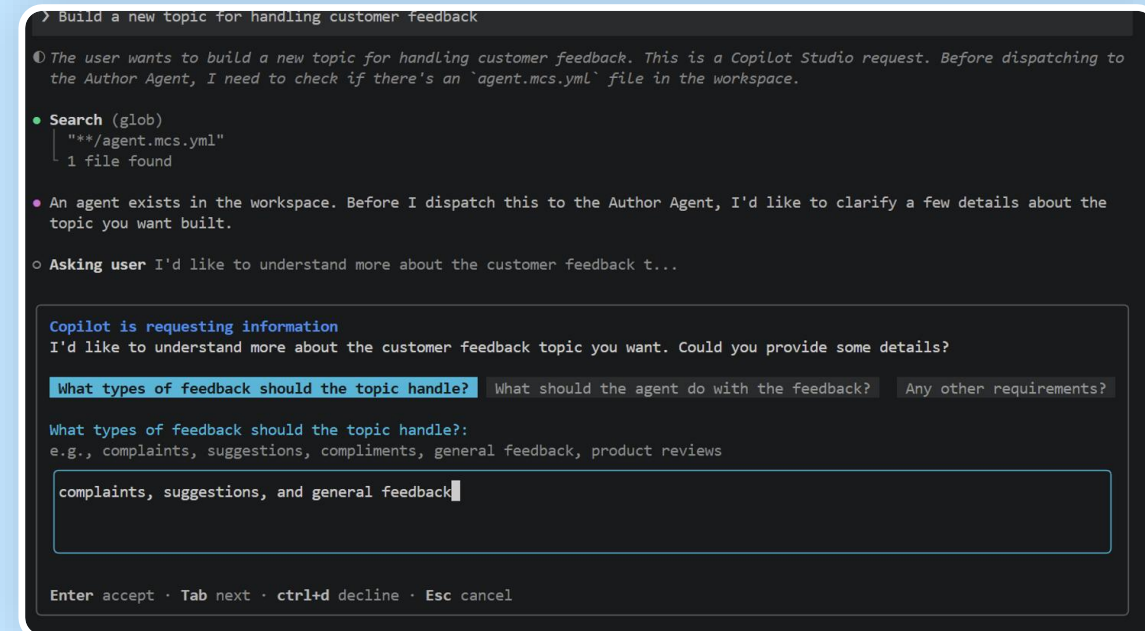 ❯ Build a new topic for handling customer feedback
The user wants to build a new topic for handling customer feedback. This is a Copilot Studio request. Before dispatching to
the Author Agent, I need to check if there's an `agent.mcs.yml` file in the workspace.
Search (glob)
"**/agent.mcs.yml"
1 file found
An agent exists in the workspace. Before I dispatch this to the Author Agent, I'd like to clarify a few details about the
topic you want built.
Asking user I'd like to understand more about the customer feedback t...
Copilot is requesting information
I'd like to understand more about the customer feedback topic you want. Could you provide some details?
What types of feedback should the topic handle? What should the agent do with the feedback? Any other requirements?
What types of feedback should the topic handle?:
e.g., complaints, suggestions, compliments, general feedback, product reviews
complaints, suggestions, and general feedback
Enter accept · Tab next · ctrl+d decline · Esc cancel